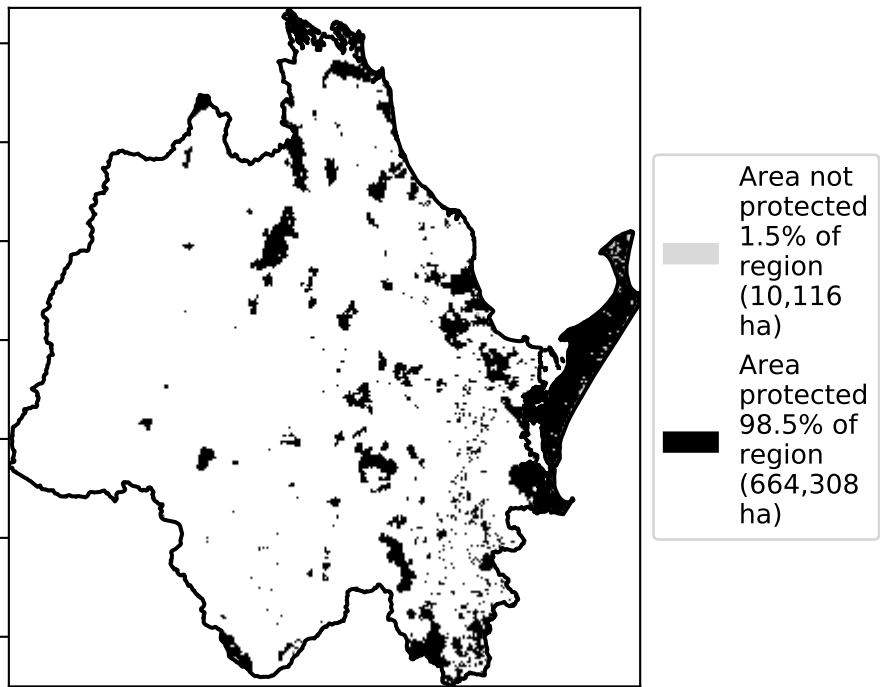 Area not
protected
1.5% of
region
(10,116
ha)
Area
protected
98.5% of
region
(664,308
ha)